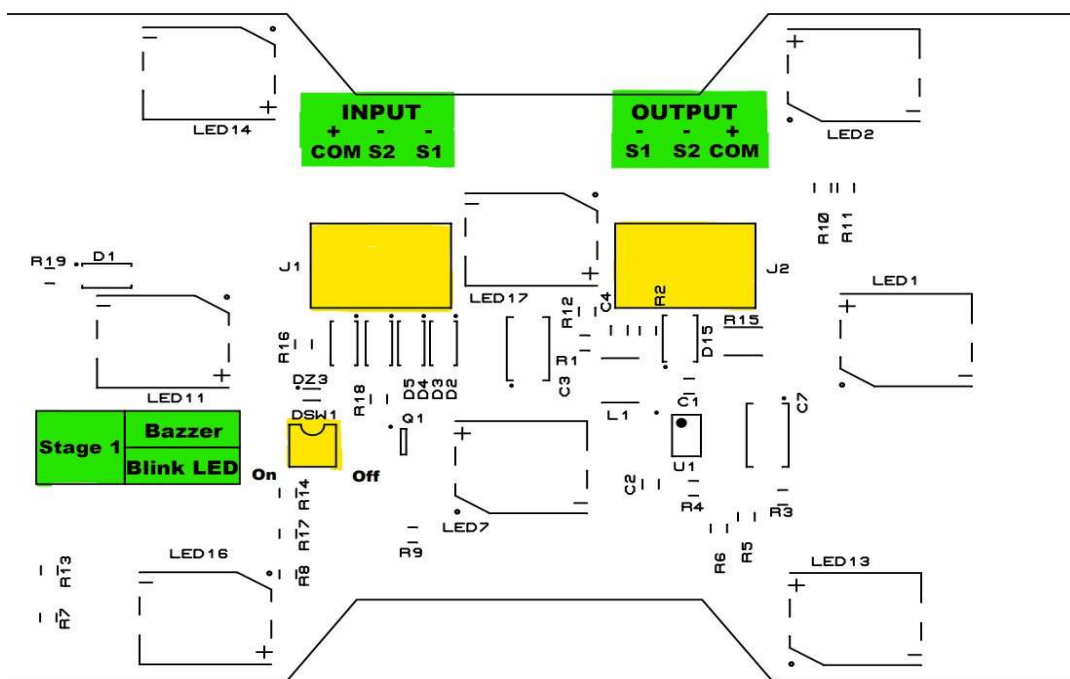 LED14
INPUT
+ - -
COM S2 S1
OUTPUT
- - +
S1 S2 COM
LED2
R10
R11
R19
D1
J1
LED17
J2
LED1
R12
C4
R2
R15
D15
R16
R1
C3
LED11
DZ3
R18
D5
D4
D3
D2
L1
C1
C7
DSW1
Q1
Stage 1
Bazzer
Blink LED
On
Off
U1
R14
C2
R4
R3
LED7
R17
R9
R6
R5
LED16
R8
LED13
R13
R7